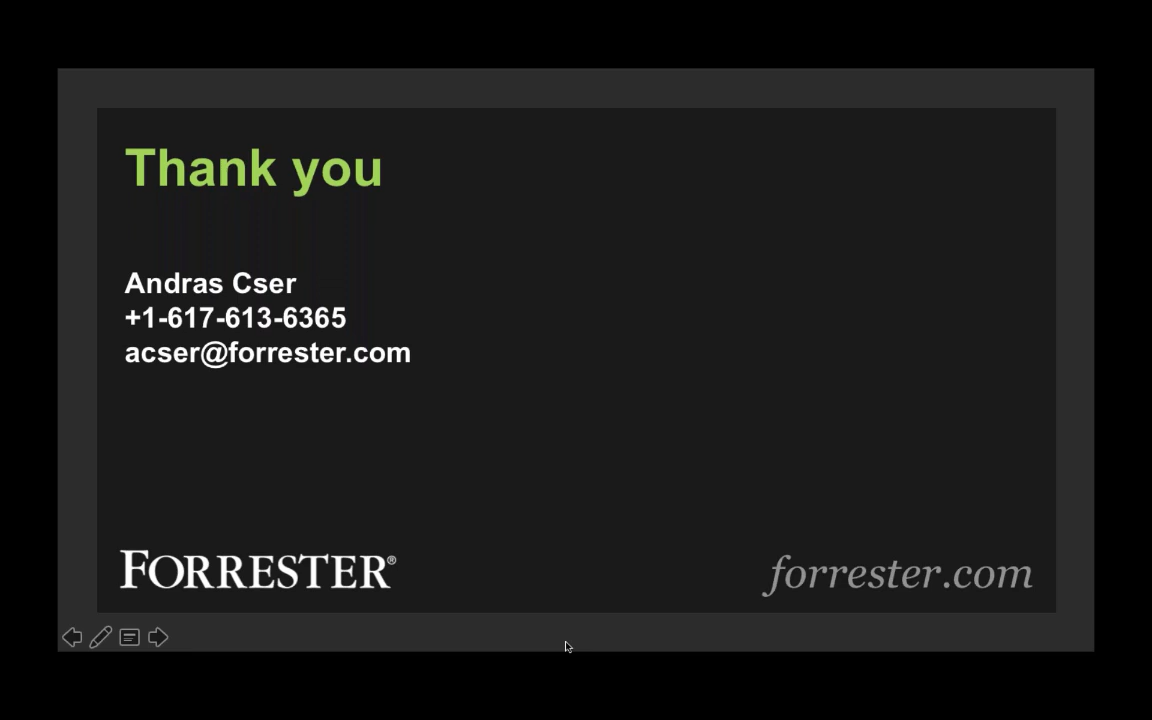 Thank you
Andras Cser
+1-617-613-6365
acser@forrester.com
FORRESTER®
forrester.com